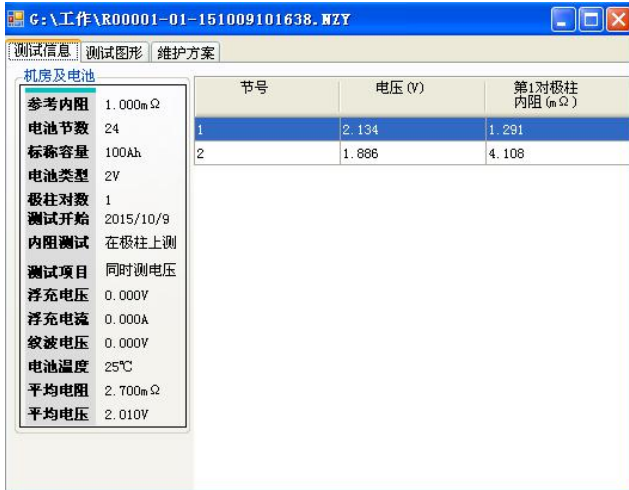 G:\工作\R00001-01-151009101638.NZY
测试信息 测试图形 维护方案
机房及电池
参考内阻 1.000mΩ
电池节数 24
标称容量 100Ah
电池类型 2V
极柱对数 1
测试开始 2015/10/9
内阻测试 在极柱上测
测试项目 同时测电压
浮充电压 0.000V
浮充电流 0.000A
纹波电压 0.000V
电池温度 25℃
平均电阻 2.700mΩ
平均电压 2.010V
节号 电压(V) 第1对极柱
内阻(mΩ)
1 2.134 1.291
2 1.886 4.108